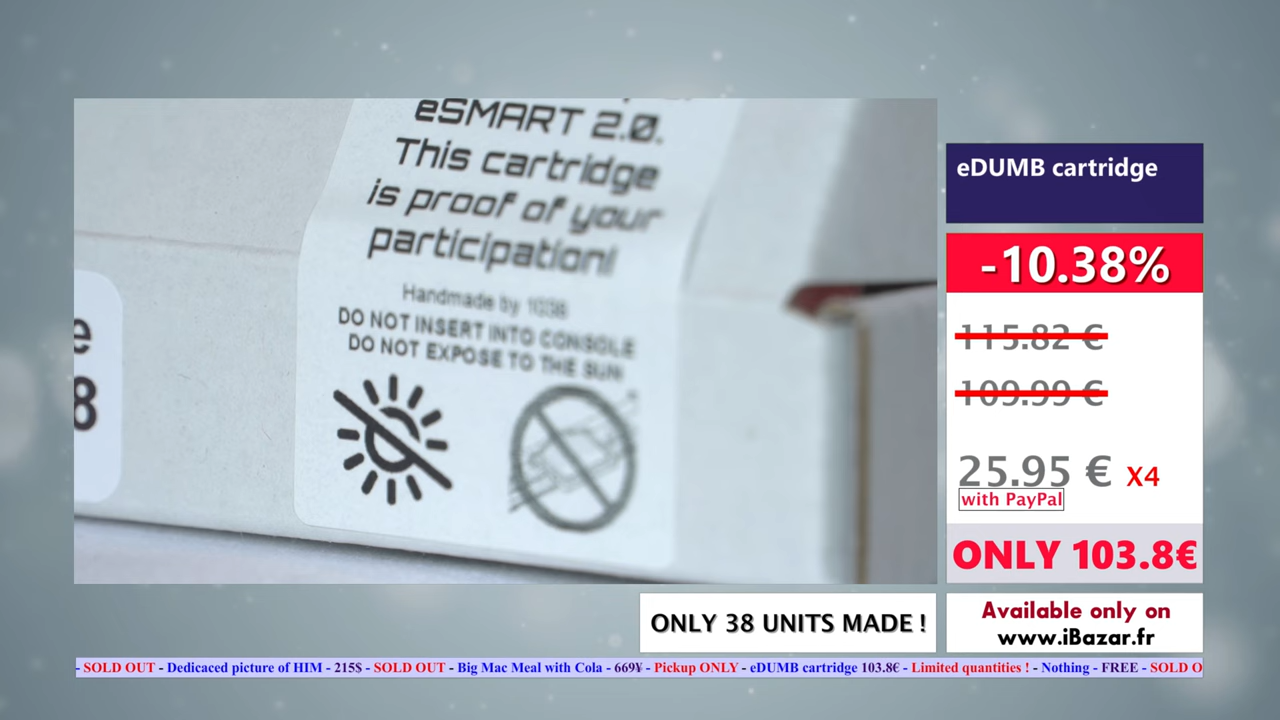 eSMART 2.0.
This cartridge
is proof of your
participation!
Handmade by 1038
DO NOT INSERT INTO CONSOLE
DO NOT EXPOSE TO THE SUN
e
8
eDUMB cartridge
-10.38%
115.82 €
109.99 €
25.95 € X4
with PayPal
ONLY 103.8€
ONLY 38 UNITS MADE !
Available only on
www.iBazar.fr
- SOLD OUT - Dedicaced picture of HIM - 215$ - SOLD OUT - Big Mac Meal with Cola - 669¥ - Pickup ONLY - eDUMB cartridge 103.8€ - Limited quantities ! - Nothing - FREE - SOLD O